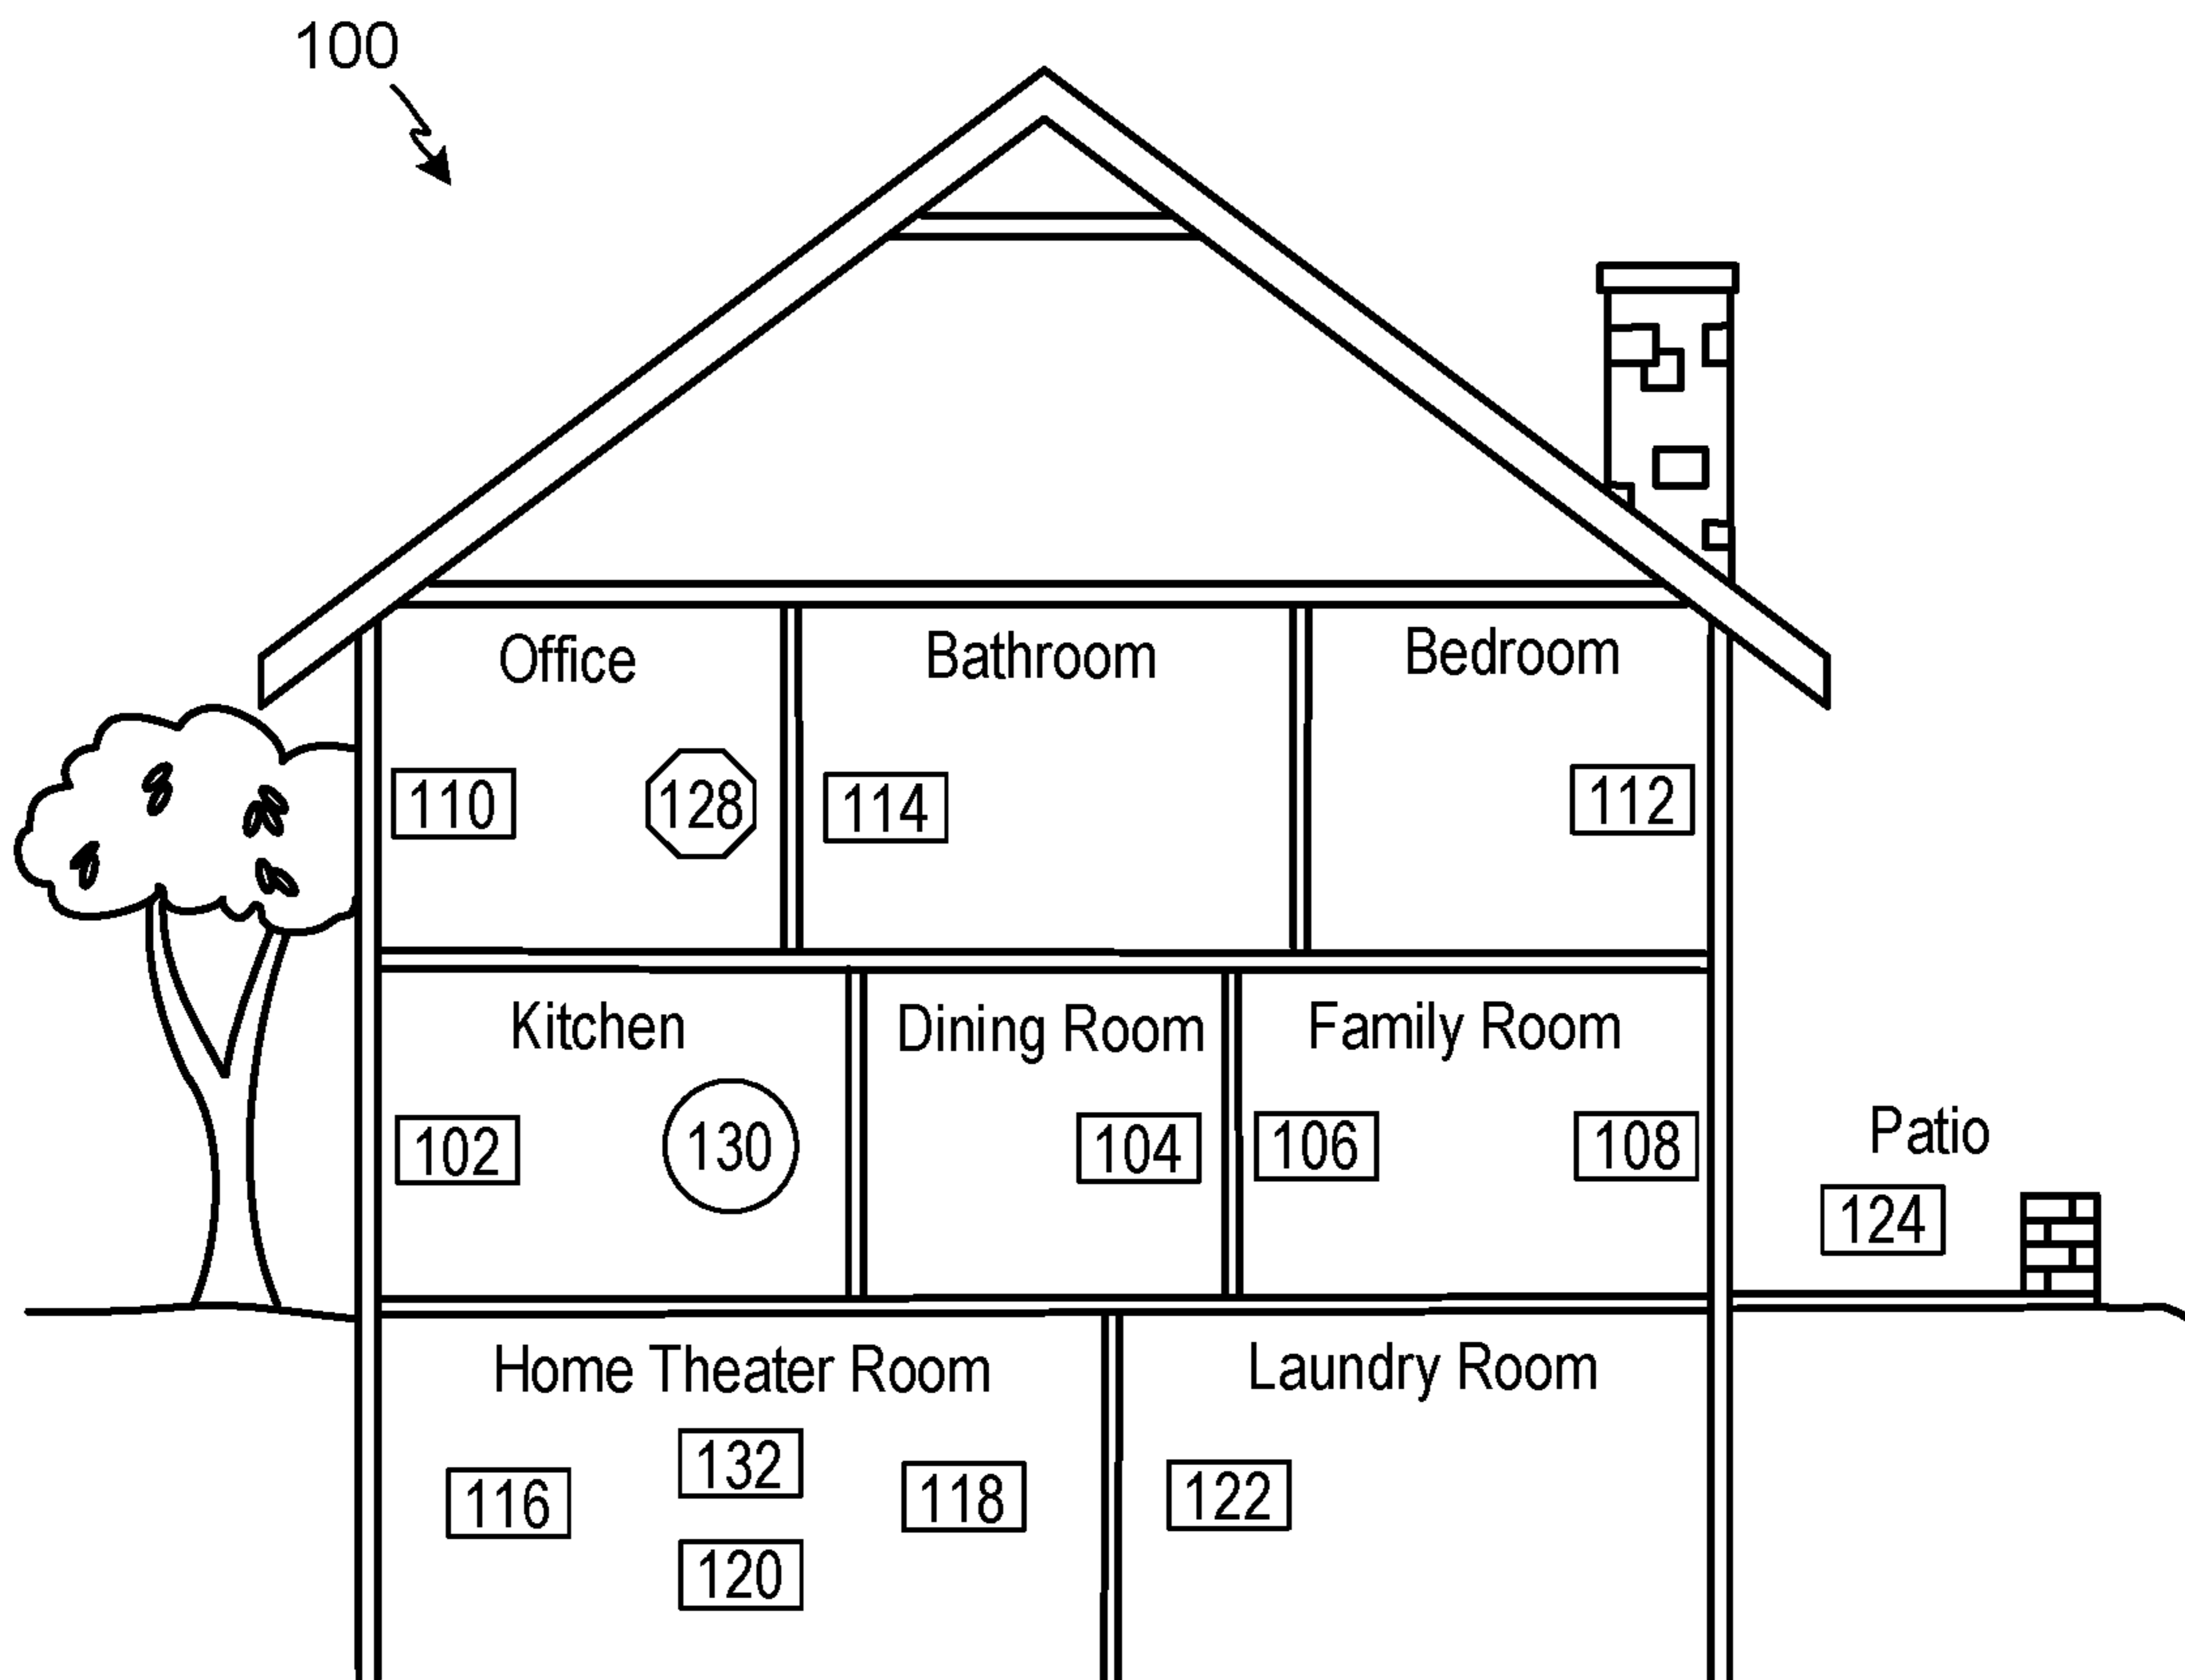 100
Office
Bathroom
Bedroom
110
128
114
112
Kitchen
Dining Room
Family Room
Patio
102
130
104
106
108
124
Home Theater Room
Laundry Room
116
132
118
122
120